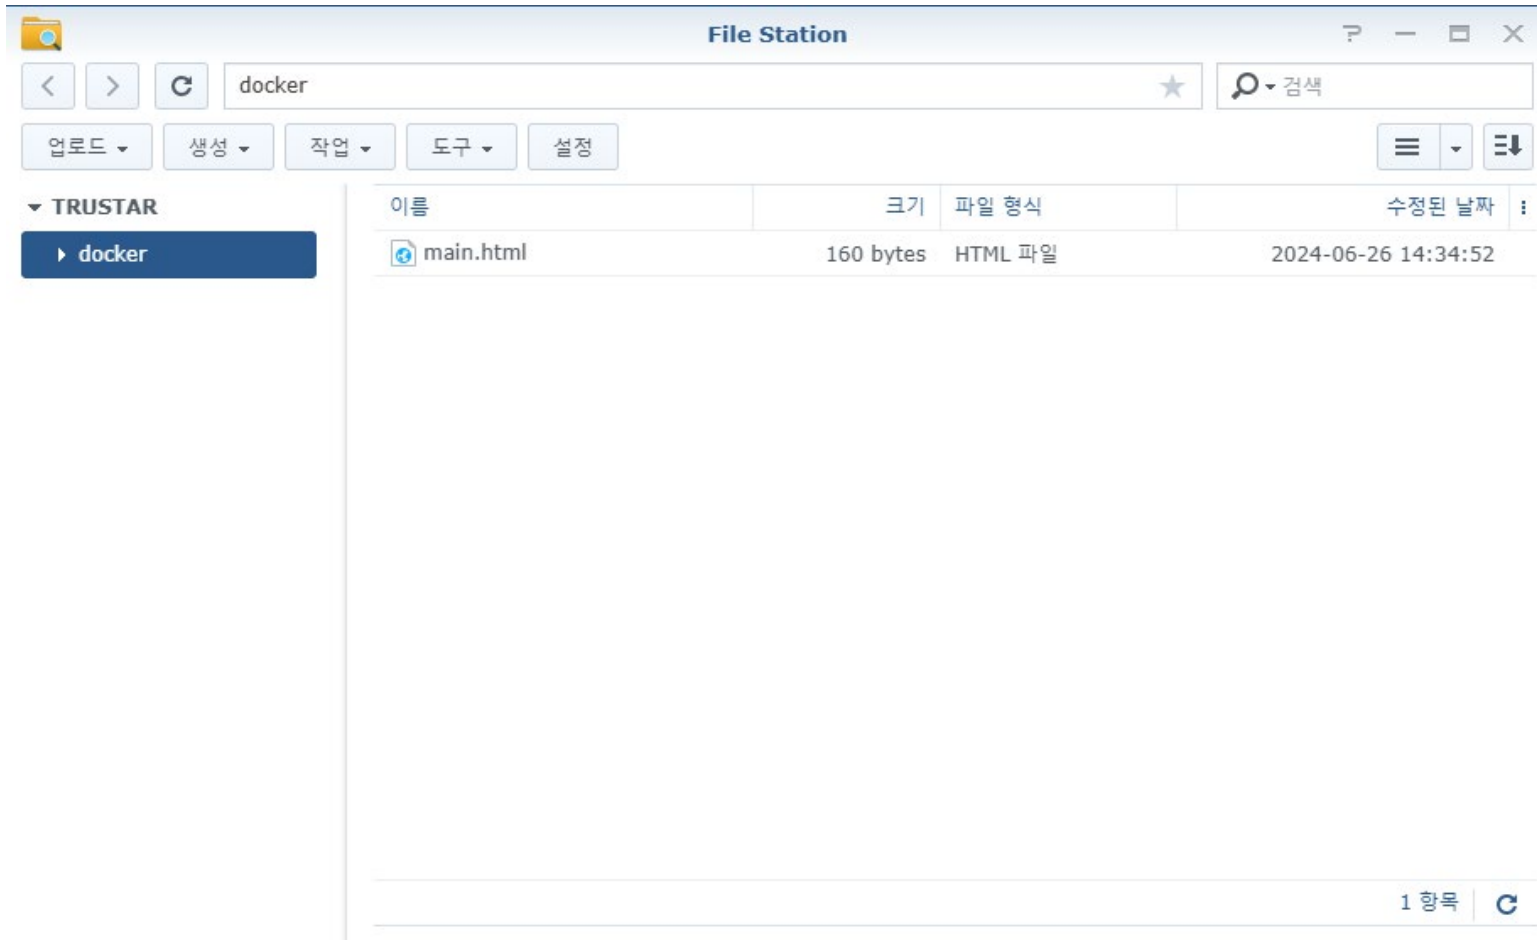 File Station
docker
검색
업로드 생성 작업 도구 설정
TRUSTAR
이름 크기 파일 형식 수정된 날짜
docker
main.html 160 bytes HTML 파일 2024-06-26 14:34:52
1 항목